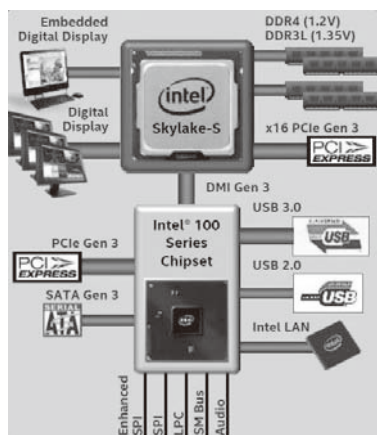 Embedded
Digital Display
DDR4 (1.2V)
DDR3L (1.35V)
intel
Skylake-S
Digital
Display
x16 PCIe Gen 3
PCI
EXPRESS
DMI Gen 3
Intel® 100
Series
Chipset
USB 3.0
USB
PCIe Gen 3
PCI
EXPRESS
USB 2.0
USB
SATA Gen 3
SERIAL
ATA
Intel LAN
Enhanced
SPI
SPI
LPC
SM Bus
Audio